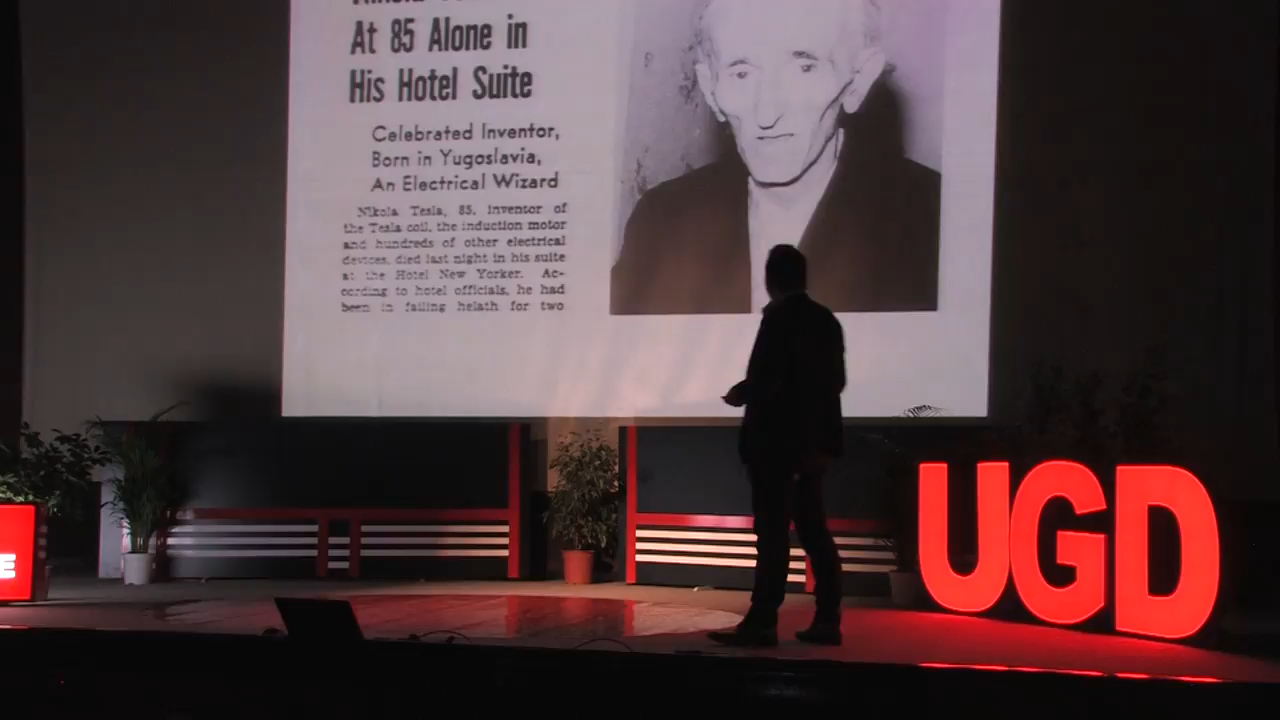 At 85 Alone in
His Hotel Suite
Celebrated Inventor,
Born in Yugoslavia,
An Electrical Wizard
Nikola Tesla, 85, inventor of
the Tesla coil, the induction motor
and hundreds of other electrical
devices, died last night in his suite
at the Hotel New Yorker. Ac-
cording to hotel officials, he had
been in failing helath for two
E
UGD